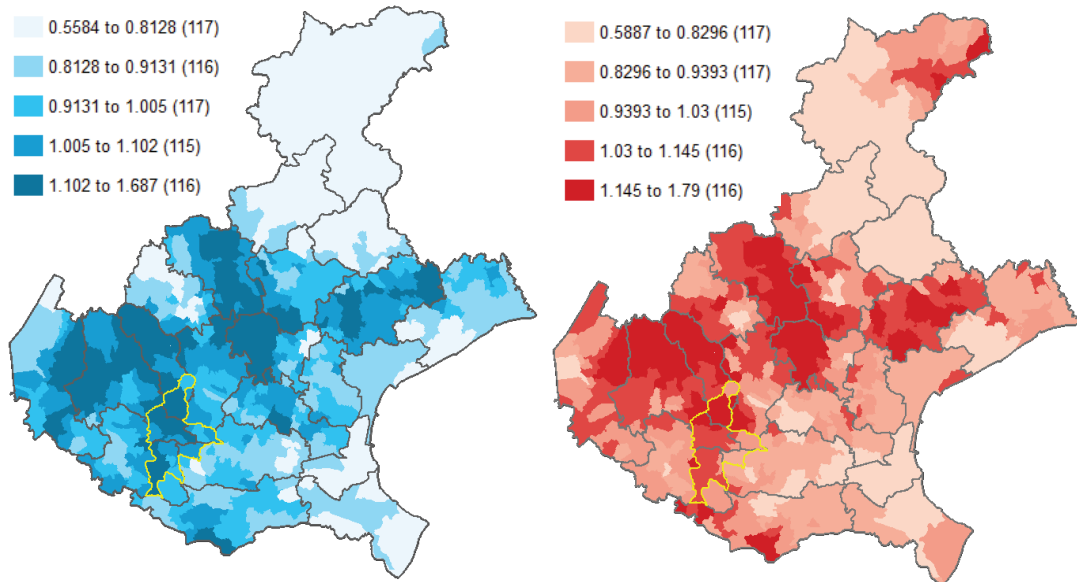 0.5584 to 0.8128 (117)
0.8128 to 0.9131 (116)
0.9131 to 1.005 (117)
1.005 to 1.102 (115)
1.102 to 1.687 (116)
0.5887 to 0.8296 (117)
0.8296 to 0.9393 (117)
0.9393 to 1.03 (115)
1.03 to 1.145 (116)
1.145 to 1.79 (116)